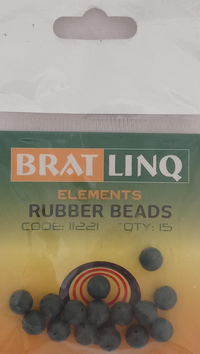 BRAT LINQ
ELEMENTS
RUBBER BEADS
CODE: 11221 QTY: 15